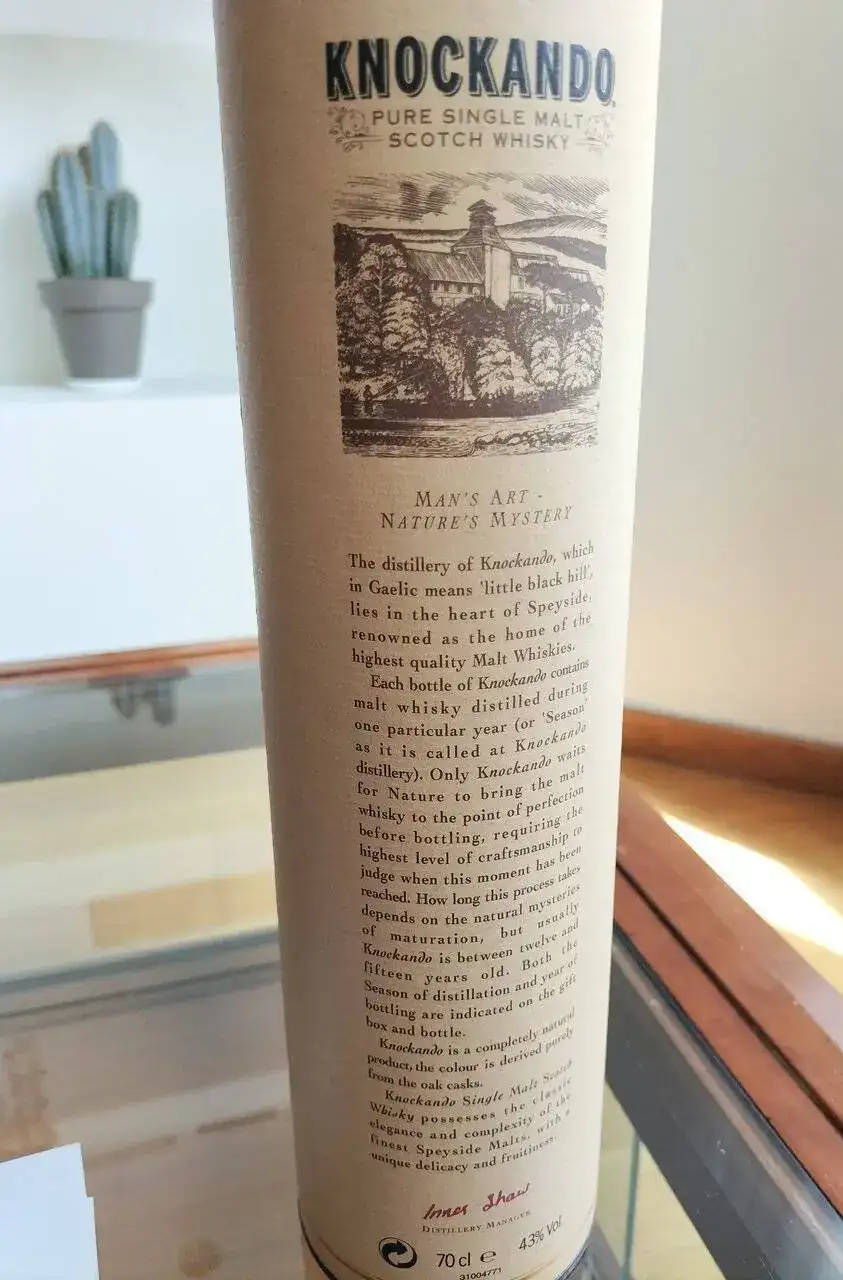 KNOCKANDO
PURE SINGLE MALT
SCOTCH WHISKY
MAN'S ART -
NATURE'S MYSTERY
The distillery of Knockando, which
in Gaelic means 'little black hill',
lies in the heart of Speyside,
renowned as the home of the
highest quality Malt Whiskies.
Each bottle of Knockando contains
malt whisky distilled during
one particular year (or 'Season'
as it is called at Knockando
distillery). Only Knockando waits
for Nature to bring the malt
whisky to the point of perfection
before bottling, requiring the
highest level of craftsmanship to
judge when this moment has been
reached. How long this process takes
depends on the natural mysteries
of maturation, but usually
Knockando is between twelve and
fifteen years old. Both the
Season of distillation and year of
bottling are indicated on the gift
box and bottle.
Knockando is a completely natural
product, the colour is derived purely
from the oak casks.
Knockando Single Malt Scotch
Whisky possesses the classic
elegance and complexity of the
finest Speyside Malts, with a
unique delicacy and fruitiness.
Innes Shaw
DISTILLERY MANAGER
70 cl e 43% Vol
31004771